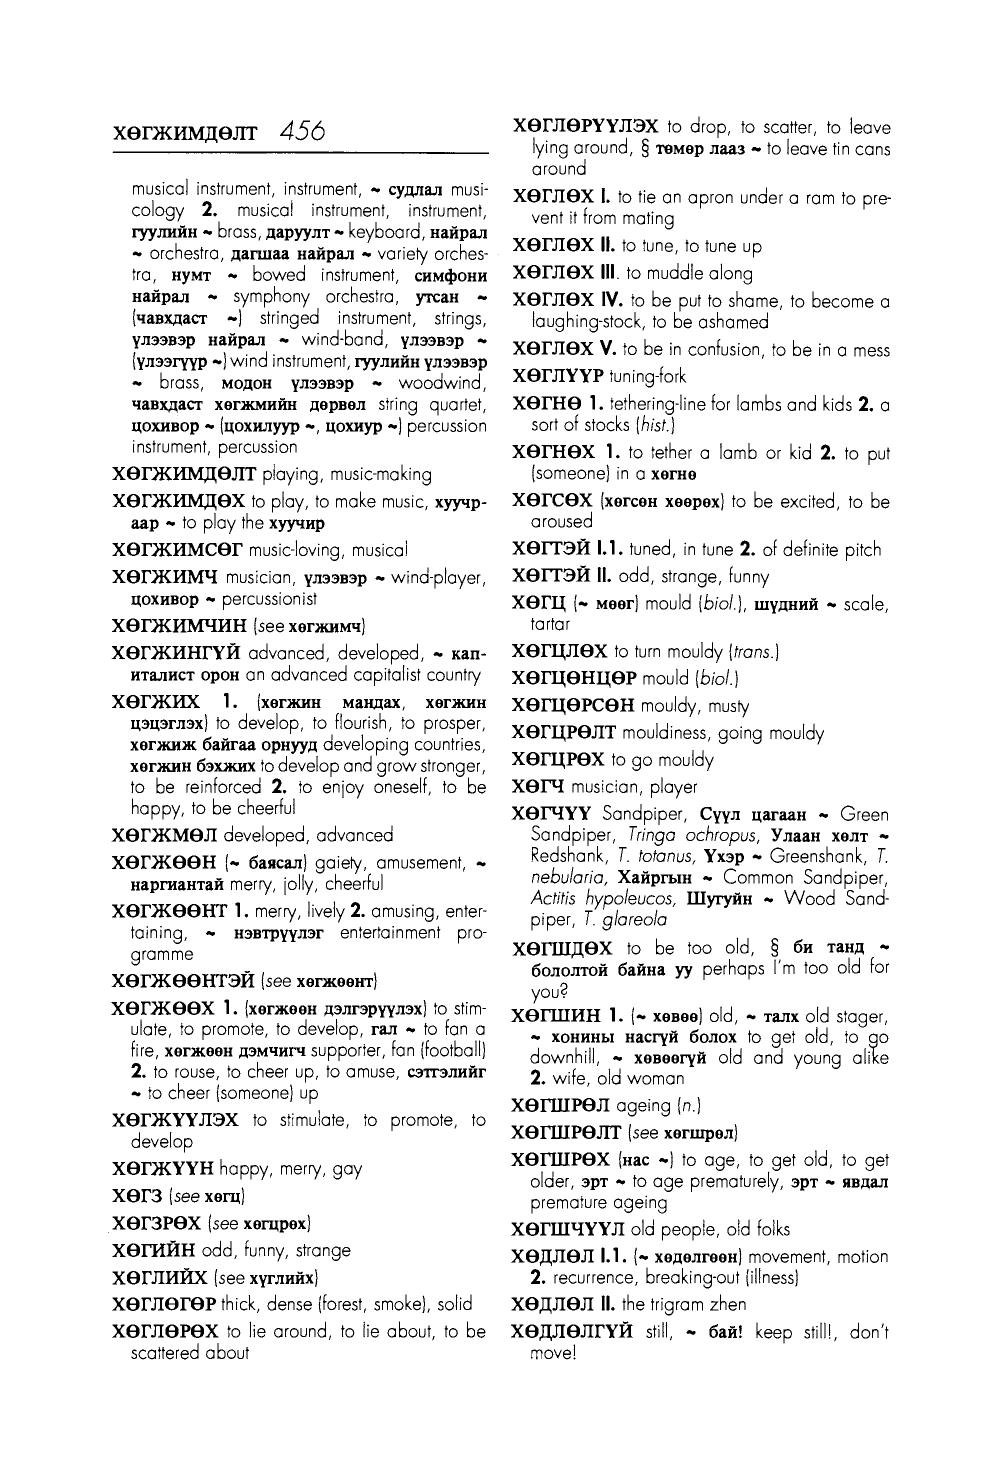 ХӨГЖИМДӨЛТ 456
musical instrument, instrument, ~ судлал musi-
cology 2. musical instrument, instrument,
гуулийн ~ brass, даруулт ~ keyboard, найрал
~ orchestra, дагшаа найрал ~ variety orches-
tra, нумт ~ bowed instrument, симфони
найрал ~ symphony orchestra, утсан ~
(чавхдаст ~) stringed instrument, strings,
үлээвэр найрал ~ wind-band, үлээвэр ~
(үлээгүүр ~) wind instrument, гуулийн үлээвэр
~ brass, модон үлээвэр ~ woodwind,
чавхдаст хөгжмийн дөрвөл string quartet,
цохивор ~ (цохилуур ~, цохиур ~) percussion
instrument, percussion
ХӨГЖИМДӨЛТ playing, music-making
ХӨГЖИМДӨХ to play, to make music, хуучр-
аар ~ to play the хуучир
ХӨГЖИМСӨГ music-loving, musical
ХӨГЖИМЧ musician, үлээвэр ~ wind-player,
цохивор ~ percussionist
ХӨГЖИМЧИН (see хөгжимч)
ХӨГЖИНГҮЙ advanced, developed, ~ кап-
италист орон an advanced capitalist country
ХӨГЖИХ 1. (хөгжин мандах, хөгжин
цэцэглэх) to develop, to flourish, to prosper,
хөгжиж байгаа орнууд developing countries,
хөгжин бэхжих to develop and grow stronger,
to be reinforced 2. to enjoy oneself, to be
happy, to be cheerful
ХӨГЖМӨЛ developed, advanced
ХӨГЖӨӨН (~ баясал) gaiety, amusement, ~
наргиантай merry, jolly, cheerful
ХӨГЖӨӨНТ 1. merry, lively 2. amusing, enter-
taining, ~ нэвтрүүлэг entertainment pro-
gramme
ХӨГЖӨӨНТЭЙ (see хөгжөөнт)
ХӨГЖӨӨХ 1. (хөгжөөн дэлгэрүүлэх) to stim-
ulate, to promote, to develop, гал ~ to fan a
fire, хөгжөөн дэмчигч supporter, fan (football)
2. to rouse, to cheer up, to amuse, сэтгэлийг
~ to cheer (someone) up
ХӨГЖҮҮЛЭХ to stimulate, to promote, to
develop
ХӨГЖҮҮН happy, merry, gay
ХӨГЗ (see хөгц)
ХӨГЗРӨХ (see хөгцрөх)
ХӨГИЙН odd, funny, strange
ХӨГЛИЙХ (see хүглийх)
ХӨГЛӨГӨР thick, dense (forest, smoke), solid
ХӨГЛӨРӨХ to lie around, to lie about, to be
scattered about
ХӨГЛӨРҮҮЛЭХ to drop, to scatter, to leave
lying around, § төмөр лааз ~ to leave tin cans
around
ХӨГЛӨХ I. to tie an apron under a ram to pre-
vent it from mating
ХӨГЛӨХ II. to tune, to tune up
ХӨГЛӨХ III. to muddle along
ХӨГЛӨХ IV. to be put to shame, to become a
laughing-stock, to be ashamed
ХӨГЛӨХ V. to be in confusion, to be in a mess
ХӨГЛҮҮР tuning-fork
ХӨГНӨ 1. tethering-line for lambs and kids 2. a
sort of stocks (hist.)
ХӨГНӨХ 1. to tether a lamb or kid 2. to put
(someone) in a хөгнө
ХӨГСӨХ (хөгсөн хөөрөх) to be excited, to be
aroused
ХӨГТЭЙ I.1. tuned, in tune 2. of definite pitch
ХӨГТЭЙ II. odd, strange, funny
ХӨГЦ (~ мөөг) mould (biol.), шүдний ~ scale,
tartar
ХӨГЦЛӨХ to turn mouldy (trans.)
ХӨГЦӨНЦӨР mould (biol.)
ХӨГЦӨРСӨН mouldy, musty
ХӨГЦРӨЛТ mouldiness, going mouldy
ХӨГЦРӨХ to go mouldy
ХӨГЧ musician, player
ХӨГЧҮҮ Sandpiper, Сүүл цагаан ~ Green
Sandpiper, Tringa ochropus, Улаан хөлт ~
Redshank, T. totanus, Үхэр ~ Greenshank, T.
nebularia, Хайргын ~ Common Sandpiper,
Actitis hypoleucos, Шугуйн ~ Wood Sand-
piper, T. glareola
ХӨГШДӨХ to be too old, § би танд ~
бололтой байна уу perhaps I'm too old for
you?
ХӨГШИН 1. (~ хөвөө) old, ~ талх old stager,
~ хонины насгүй болох to get old, to go
downhill, ~ хөвөөгүй old and young alike
2. wife, old woman
ХӨГШРӨЛ ageing (n.)
ХӨГШРӨЛТ (see хөгшрөл)
ХӨГШРӨХ (нас ~) to age, to get old, to get
older, эрт ~ to age prematurely, эрт ~ явдал
premature ageing
ХӨГШЧҮҮЛ old people, old folks
ХӨДЛӨЛ I.1. (~ хөдөлгөөн) movement, motion
2. recurrence, breaking-out (illness)
ХӨДЛӨЛ II. the trigram zhen
ХӨДЛӨЛГҮЙ still, ~ бай! keep still!, don't
move!